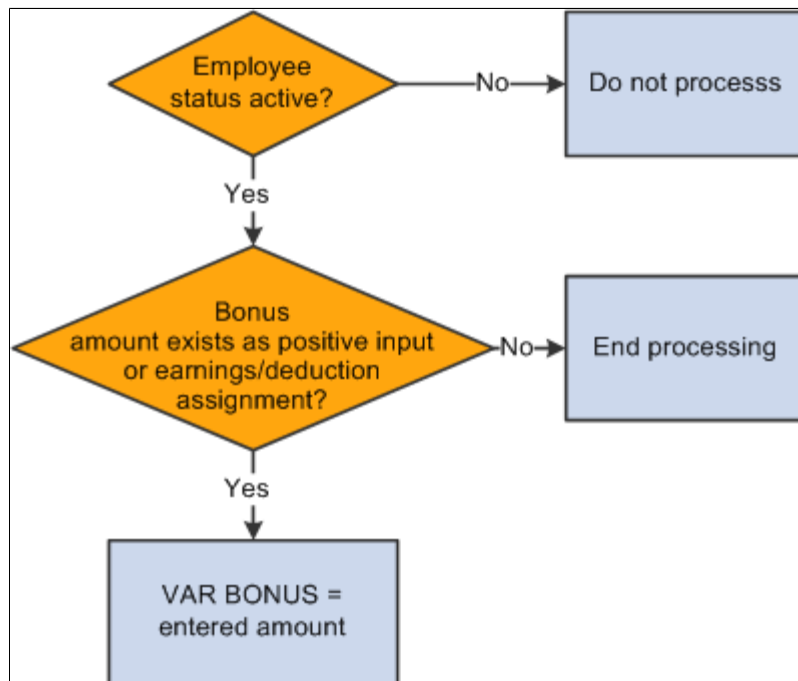 Employee
status active?
No
Do not processs
Yes
Bonus
amount exists as positive input
or earnings/deduction
assignment?
No
End processing
Yes
VAR BONUS =
entered amount